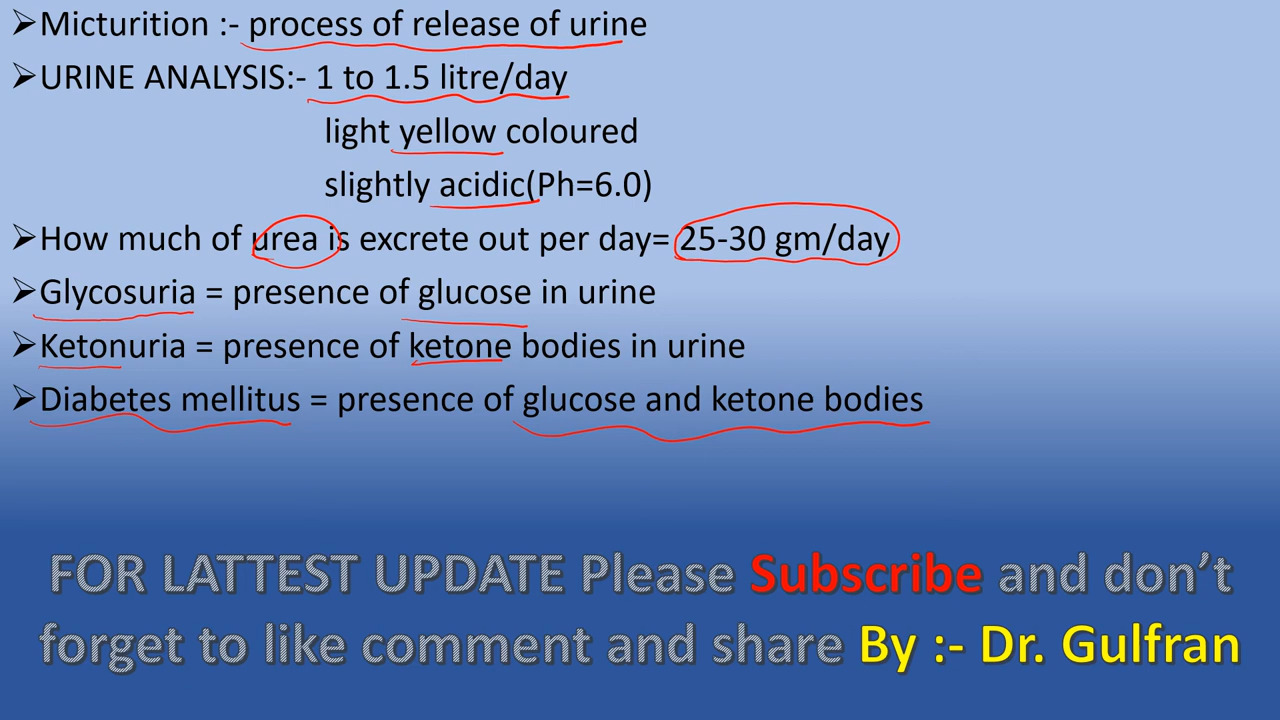 ➢Micturition :- process of release of urine
➢URINE ANALYSIS:- 1 to 1.5 litre/day
light yellow coloured
slightly acidic(Ph=6.0)
➢How much of urea is excrete out per day= 25-30 gm/day
➢Glycosuria = presence of glucose in urine
➢Ketonuria = presence of ketone bodies in urine
➢Diabetes mellitus = presence of glucose and ketone bodies
FOR LATTEST UPDATE Please Subscribe and don’t
forget to like comment and share By :- Dr. Gulfran